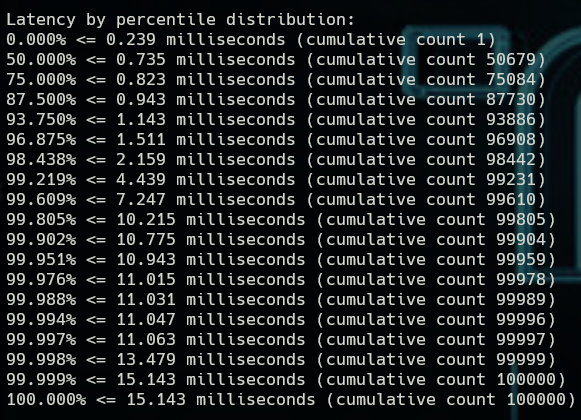 Latency by percentile distribution:
0.000% <= 0.239 milliseconds (cumulative count 1)
50.000% <= 0.735 milliseconds (cumulative count 50679)
75.000% <= 0.823 milliseconds (cumulative count 75084)
87.500% <= 0.943 milliseconds (cumulative count 87730)
93.750% <= 1.143 milliseconds (cumulative count 93886)
96.875% <= 1.511 milliseconds (cumulative count 96908)
98.438% <= 2.159 milliseconds (cumulative count 98442)
99.219% <= 4.439 milliseconds (cumulative count 99231)
99.609% <= 7.247 milliseconds (cumulative count 99610)
99.805% <= 10.215 milliseconds (cumulative count 99805)
99.902% <= 10.775 milliseconds (cumulative count 99904)
99.951% <= 10.943 milliseconds (cumulative count 99959)
99.976% <= 11.015 milliseconds (cumulative count 99978)
99.988% <= 11.031 milliseconds (cumulative count 99989)
99.994% <= 11.047 milliseconds (cumulative count 99996)
99.997% <= 11.063 milliseconds (cumulative count 99997)
99.998% <= 13.479 milliseconds (cumulative count 99999)
99.999% <= 15.143 milliseconds (cumulative count 100000)
100.000% <= 15.143 milliseconds (cumulative count 100000)